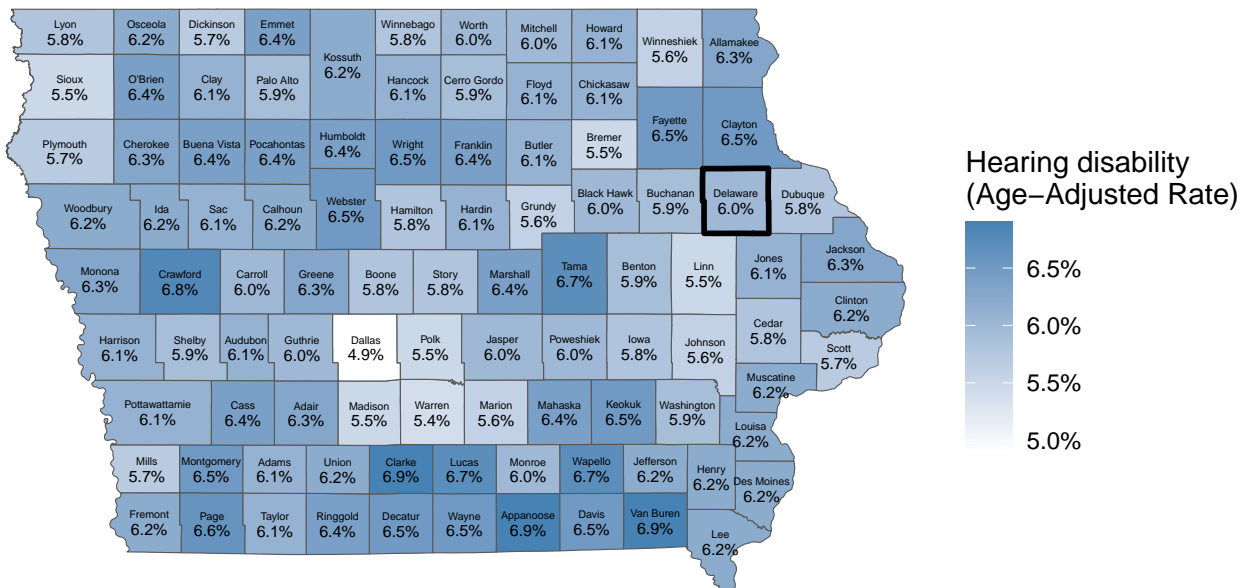 Lyon
5.8%
Osceola
6.2%
Dickinson
5.7%
Emmet
6.4%
Kossuth
6.2%
Winnebago
5.8%
Worth
6.0%
Mitchell
6.0%
Howard
6.1%
Winneshiek
5.6%
Allamakee
6.3%
Sioux
5.5%
O'Brien
6.4%
Clay
6.1%
Palo Alto
5.9%
Hancock
6.1%
Cerro Gordo
5.9%
Floyd
6.1%
Chickasaw
6.1%
Plymouth
5.7%
Cherokee
6.3%
Buena Vista
6.4%
Pocahontas
6.4%
Humboldt
6.4%
Wright
6.5%
Franklin
6.4%
Butler
6.1%
Bremer
5.5%
Fayette
6.5%
Clayton
6.5%
Woodbury
6.2%
Ida
6.2%
Sac
6.1%
Calhoun
6.2%
Webster
6.5%
Hamilton
5.8%
Hardin
6.1%
Grundy
5.6%
Black Hawk
6.0%
Buchanan
5.9%
Delaware
6.0%
Dubuque
5.8%
Monona
6.3%
Crawford
6.8%
Carroll
6.0%
Greene
6.3%
Boone
5.8%
Story
5.8%
Marshall
6.4%
Tama
6.7%
Benton
5.9%
Linn
5.5%
Jones
6.1%
Jackson
6.3%
Clinton
6.2%
Harrison
6.1%
Shelby
5.9%
Audubon
6.1%
Guthrie
6.0%
Dallas
4.9%
Polk
5.5%
Jasper
6.0%
Poweshiek
6.0%
Iowa
5.8%
Johnson
5.6%
Cedar
5.8%
Scott
5.7%
Muscatine
6.2%
Pottawattamie
6.1%
Cass
6.4%
Adair
6.3%
Madison
5.5%
Warren
5.4%
Marion
5.6%
Mahaska
6.4%
Keokuk
6.5%
Washington
5.9%
Louisa
6.2%
Mills
5.7%
Montgomery
6.5%
Adams
6.1%
Union
6.2%
Clarke
6.9%
Lucas
6.7%
Monroe
6.0%
Wapello
6.7%
Jefferson
6.2%
Henry
6.2%
Des Moines
6.2%
Fremont
6.2%
Page
6.6%
Taylor
6.1%
Ringgold
6.4%
Decatur
6.5%
Wayne
6.5%
Appanoose
6.9%
Davis
6.5%
Van Buren
6.9%
Lee
6.2%
Hearing disability
(Age−Adjusted Rate)
6.5%
6.0%
5.5%
5.0%